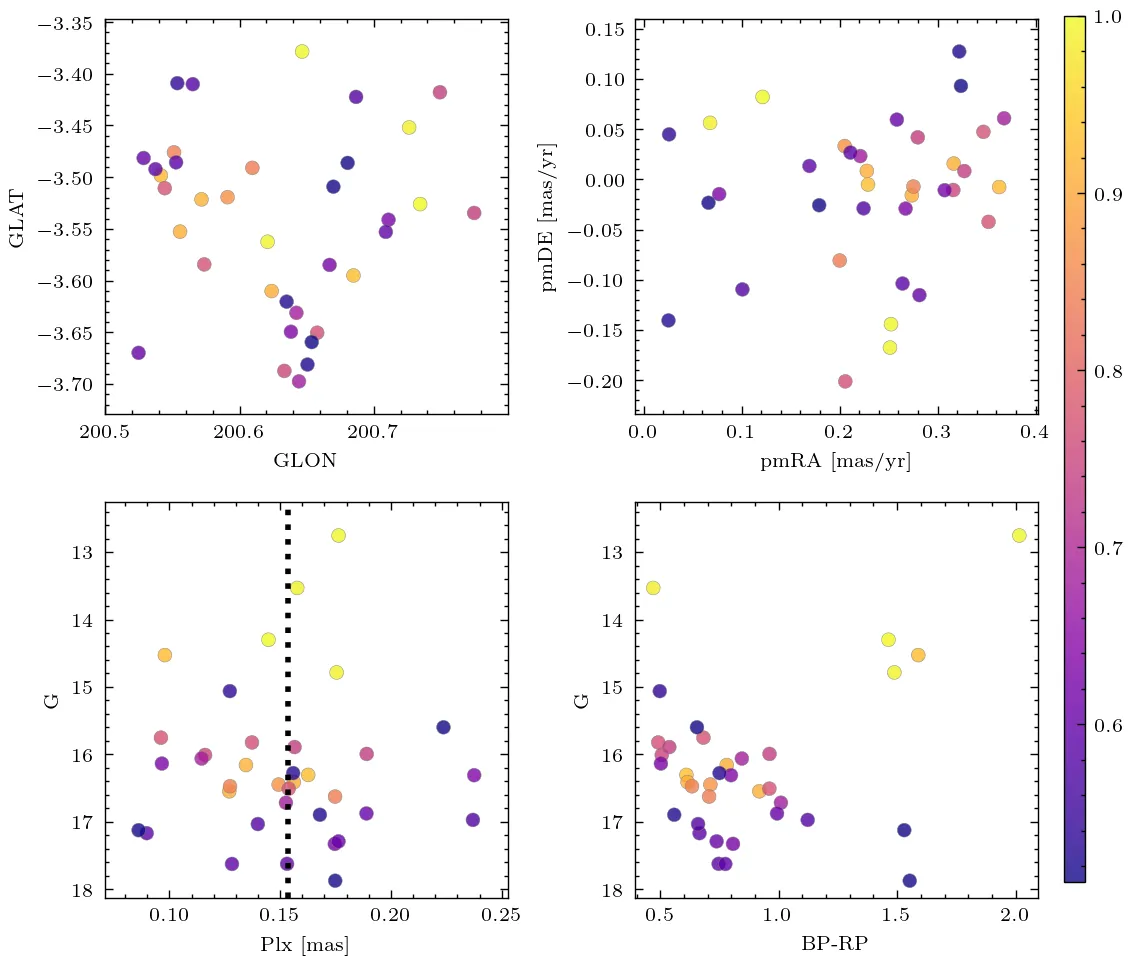 −3.35
−3.40
−3.45
−3.50
−3.55
−3.60
−3.65
−3.70
GLAT
200.5 200.6 200.7
GLON
0.15
0.10
0.05
0.00
−0.05
−0.10
−0.15
−0.20
pmDE [mas/yr]
0.0 0.1 0.2 0.3 0.4
pmRA [mas/yr]
13
14
15
16
17
18
G
0.10 0.15 0.20 0.25
Plx [mas]
13
14
15
16
17
18
G
0.5 1.0 1.5 2.0
BP-RP
1.0
0.9
0.8
0.7
0.6